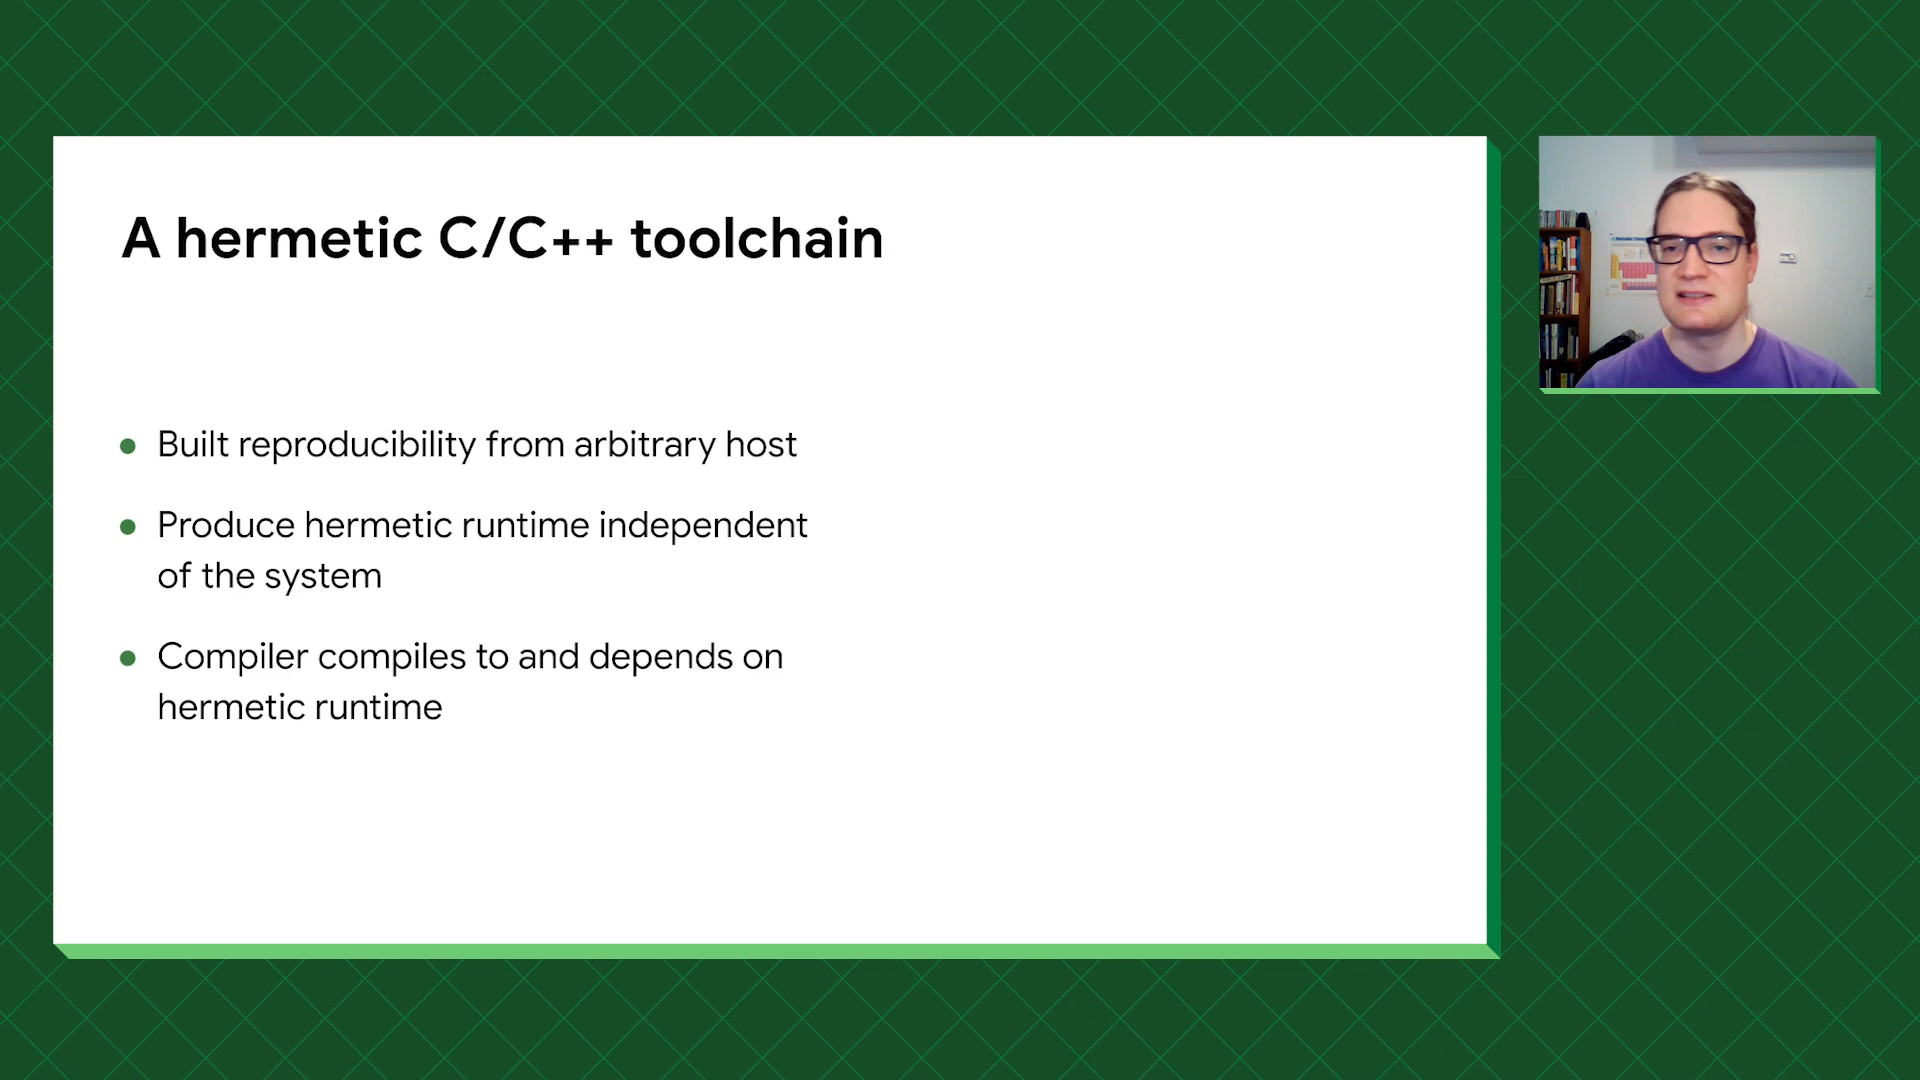 A hermetic C/C++ toolchain
Built reproducibility from arbitrary host
Produce hermetic runtime independent
of the system
Compiler compiles to and depends on
hermetic runtime